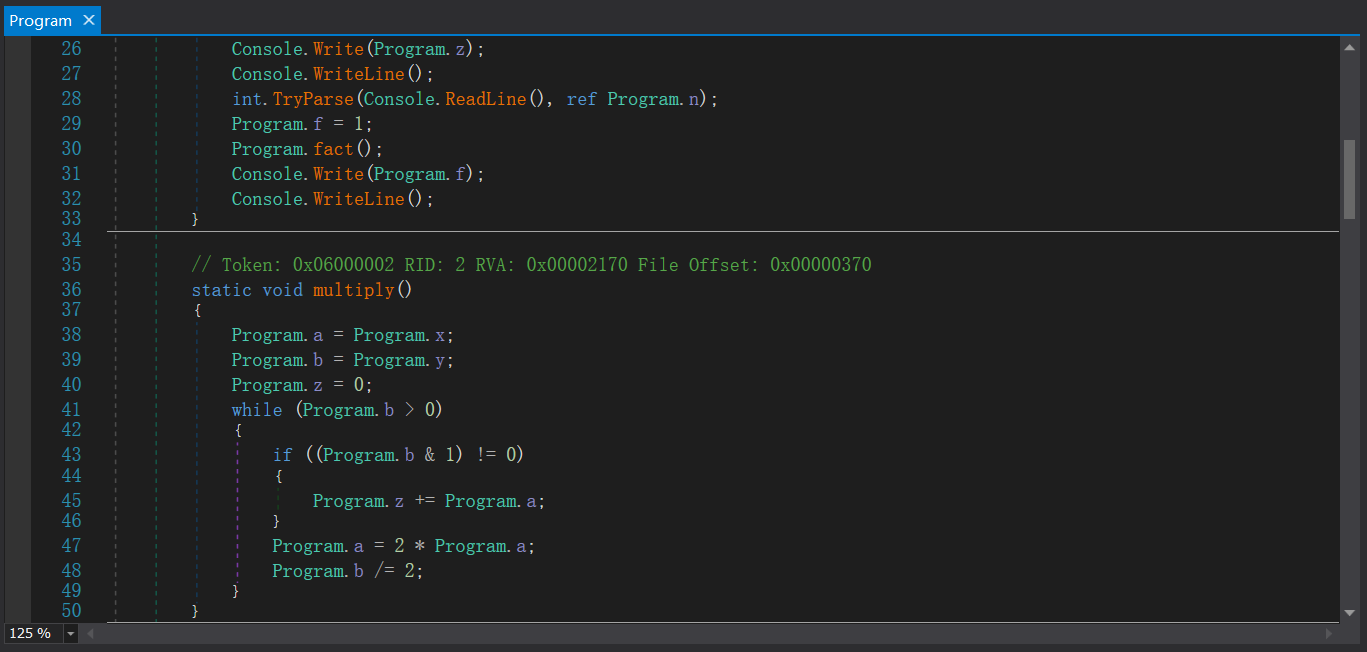 Program ×
26 Console.Write(Program.z);
27 Console.WriteLine();
28 int.TryParse(Console.ReadLine(), ref Program.n);
29 Program.f = 1;
30 Program.fact();
31 Console.Write(Program.f);
32 Console.WriteLine();
33 }
34
35 // Token: 0x06000002 RID: 2 RVA: 0x00002170 File Offset: 0x00000370
36 static void multiply()
37 {
38 Program.a = Program.x;
39 Program.b = Program.y;
40 Program.z = 0;
41 while (Program.b > 0)
42 {
43 if ((Program.b & 1) != 0)
44 {
45 Program.z += Program.a;
46 }
47 Program.a = 2 * Program.a;
48 Program.b /= 2;
49 }
50 }
125 %